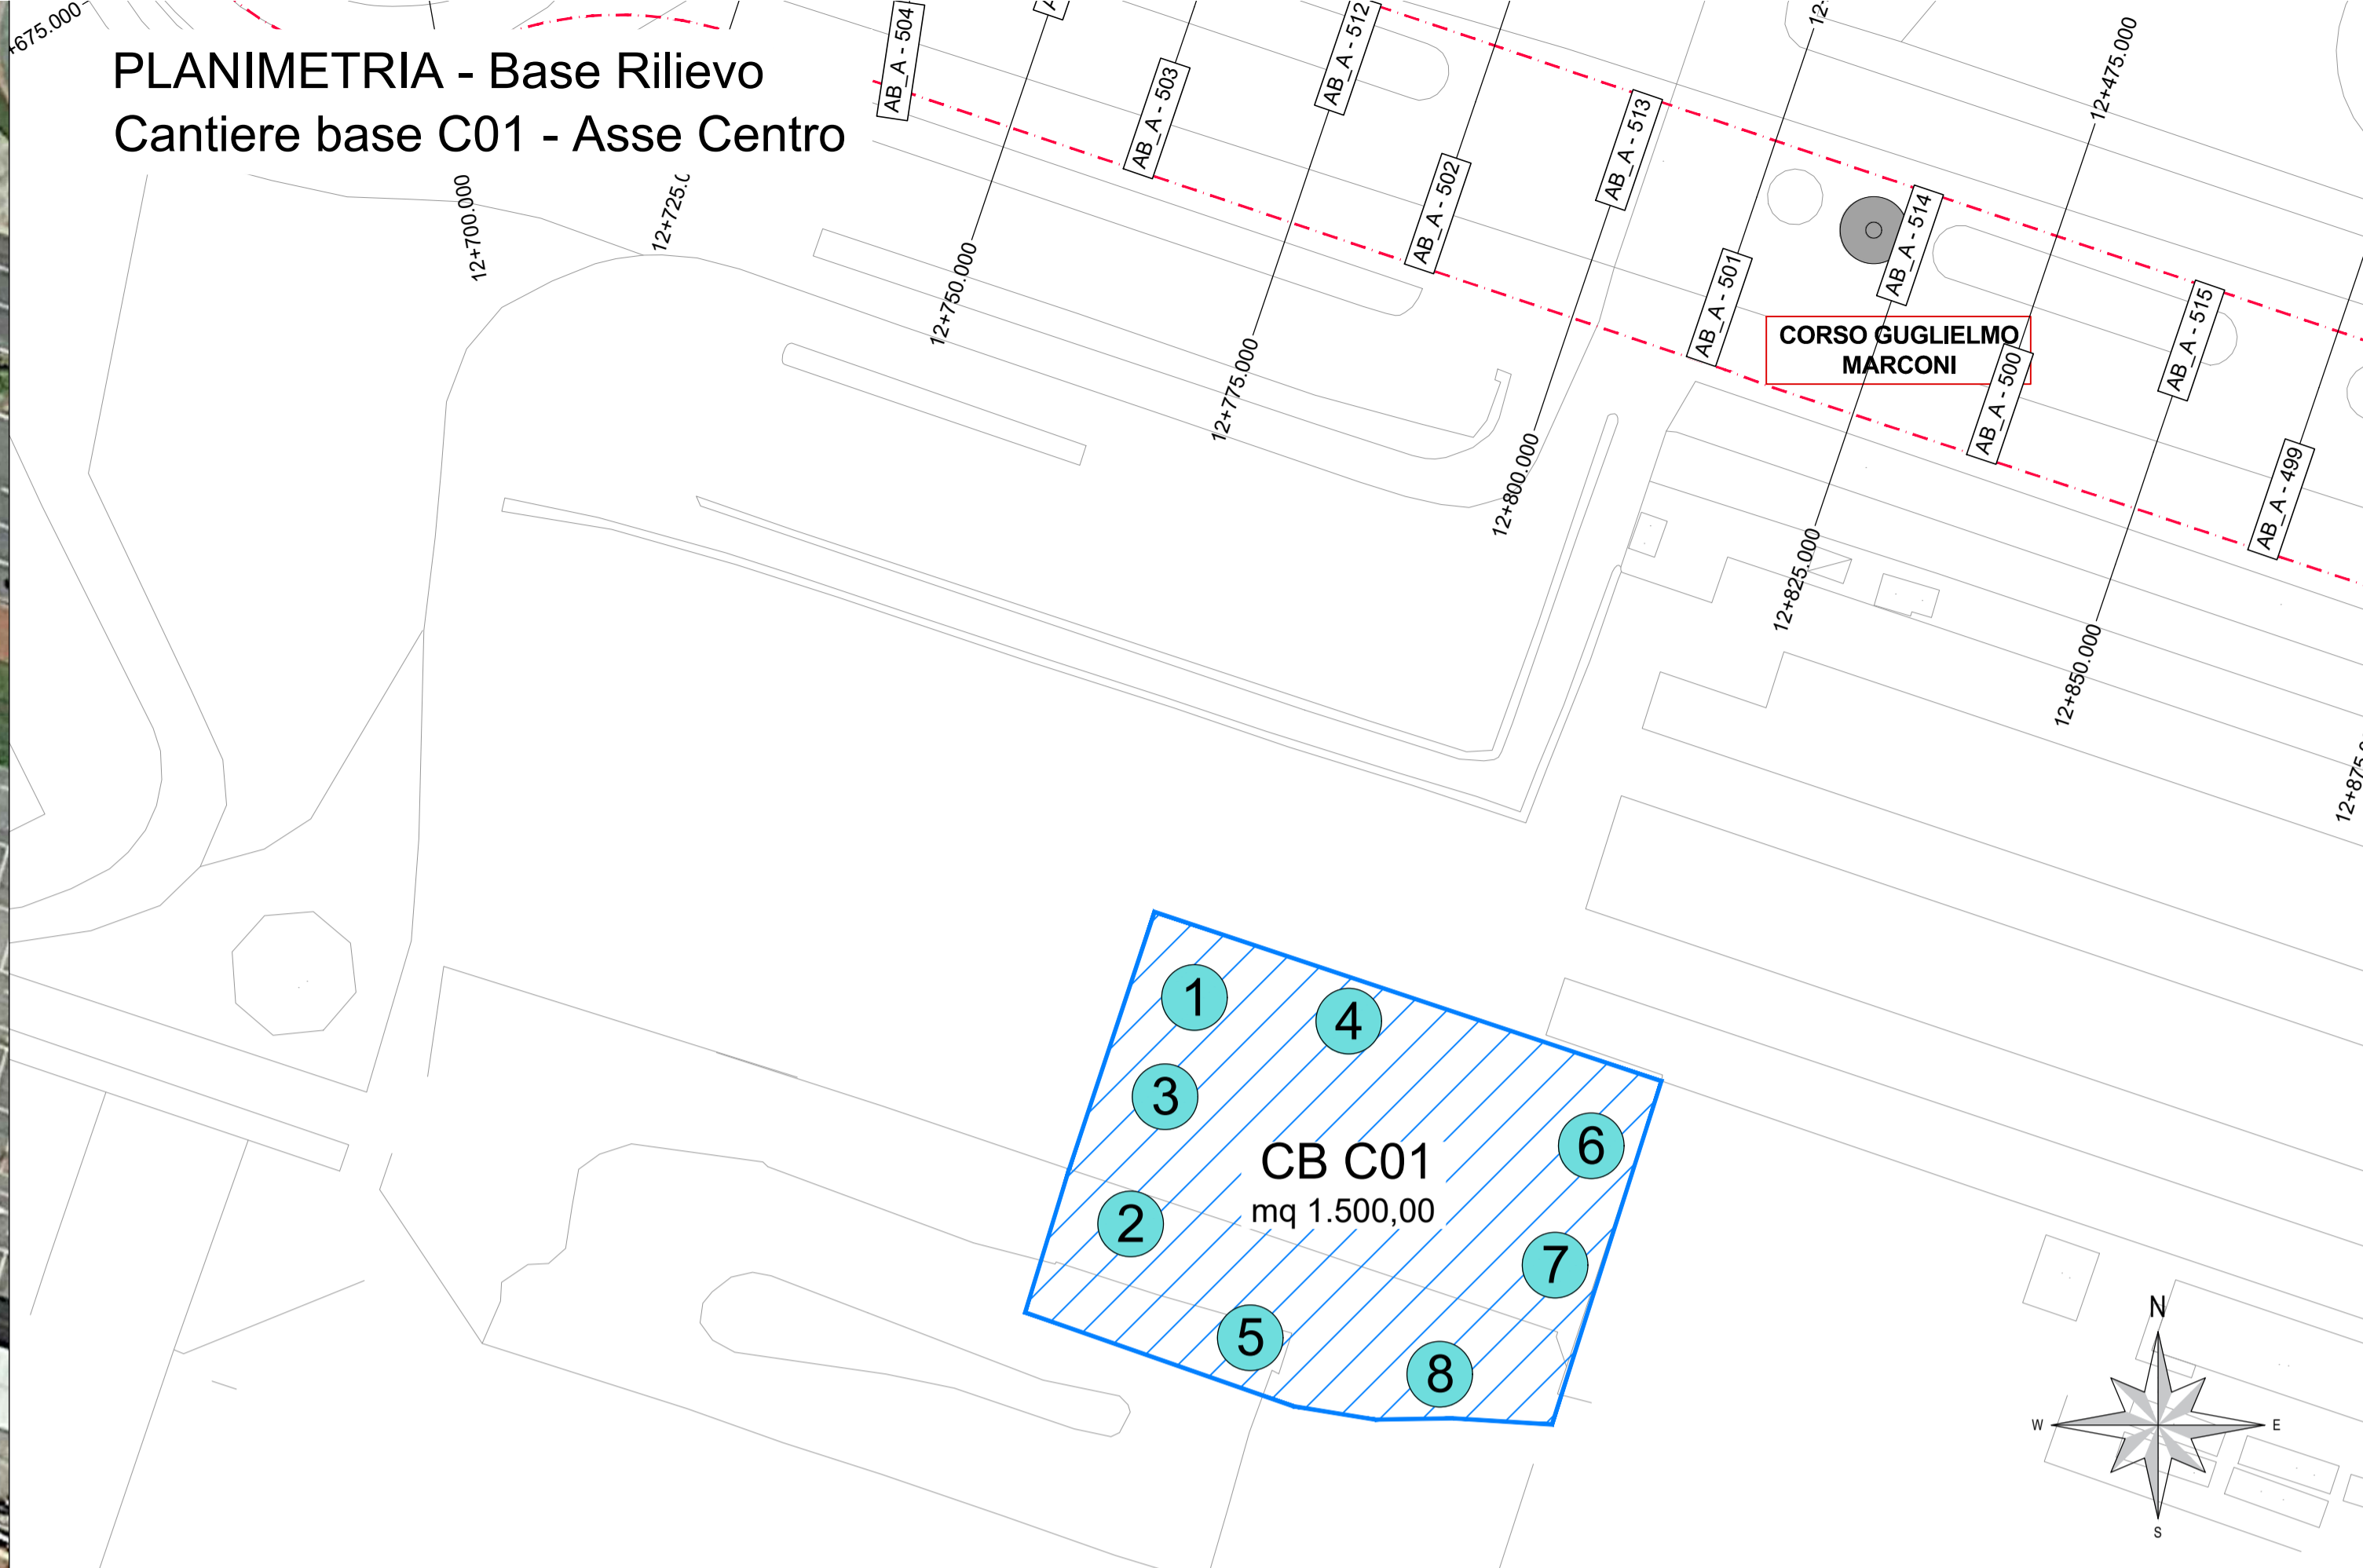 PLANIMETRIA - Base Rilievo
Cantiere base C01 - Asse Centro
12+700.000
12+750.000
12+775.000
12+800.000
12+825.000
12+850.000
12+475.000
AB_A - 504
AB_A - 503
AB_A - 512
AB_A - 502
AB_A - 513
AB_A - 501
AB_A - 514
AB_A - 500
AB_A - 515
AB_A - 499
CORSO GUGLIELMO
MARCONI
1
4
3
6
CB C01
mq 1.500,00
2
7
5
8
N
W
E
S